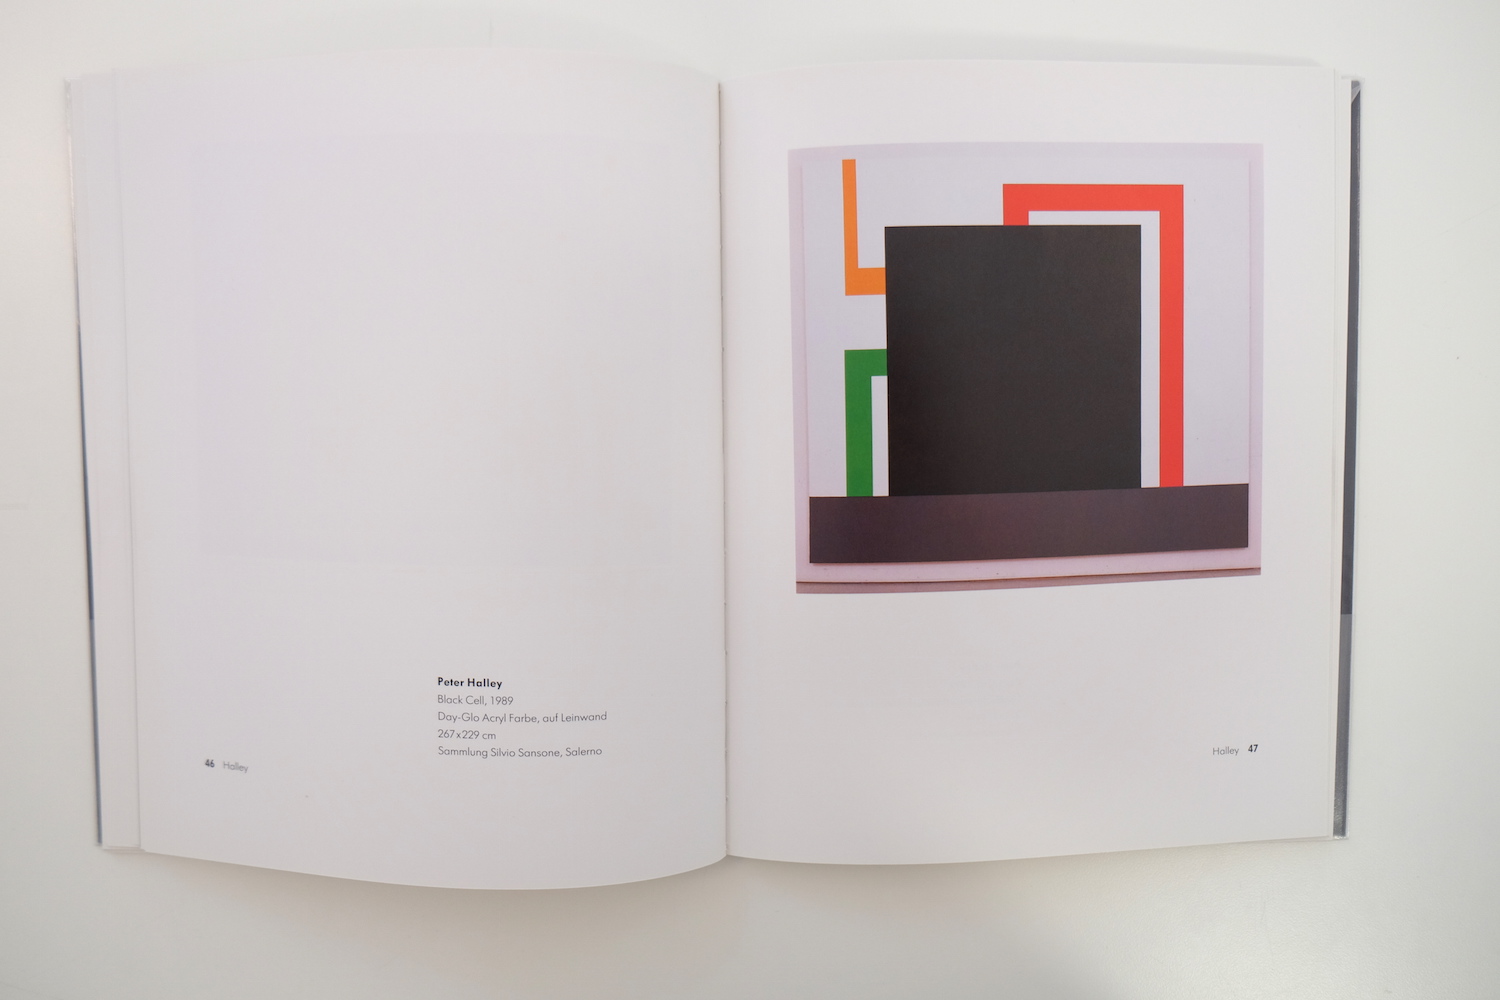 Peter Halley
Black Cell, 1989
Day-Glo Acryl Farbe, auf Leinwand
267 x 229 cm
Sammlung Silvio Sansone, Salerno
46 Halley
Halley 47